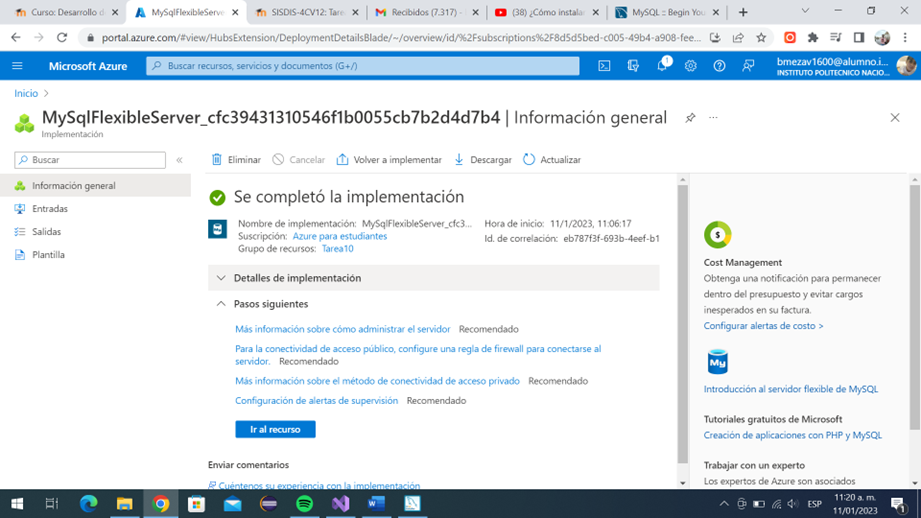 Curso: Desarrollo d
MySqlFlexibleServe
SISDIS-4CV12: Tare
Recibidos (7.317) -
(38) ¿Cómo instala
MySQL :: Begin You
portal.azure.com/#view/HubsExtension/DeploymentDetailsBlade/~/overview/id/%2Fsubscriptions%2F8d5d5bed-c005-49b4-a908-fee...
Microsoft Azure
Buscar recursos, servicios y documentos (G+/)
1
bmezav1600@alumno.i...
INSTITUTO POLITECNICO NACIO...
Inicio
MySqlFlexibleServer_cfc39431310546f1b0055cb7b2d4d7b4 | Información general
Implementación
Buscar
Eliminar
Cancelar
Volver a implementar
Descargar
Actualizar
Información general
Entradas
Salidas
Plantilla
Se completó la implementación
Nombre de implementación: MySqlFlexibleServer_cfc3...
Suscripción: Azure para estudiantes
Grupo de recursos: Tarea10
Hora de inicio: 11/1/2023, 11:06:17
Id. de correlación: eb787f3f-693b-4eef-b1
Detalles de implementación
Pasos siguientes
Más información sobre cómo administrar el servidor Recomendado
Para la conectividad de acceso público, configure una regla de firewall para conectarse al
servidor. Recomendado
Más información sobre el método de conectividad de acceso privado Recomendado
Configuración de alertas de supervisión Recomendado
Ir al recurso
Enviar comentarios
Cuéntenos su experiencia con la implementación
$
Cost Management
Obtenga una notificación para permanecer
dentro del presupuesto y evitar cargos
inesperados en su factura.
Configurar alertas de costo >
My
Introducción al servidor flexible de MySQL
Tutoriales gratuitos de Microsoft
Creación de aplicaciones con PHP y MySQL
Trabajar con un experto
Los expertos de Azure son asociados
ESP
11:20 a. m.
11/01/2023
1